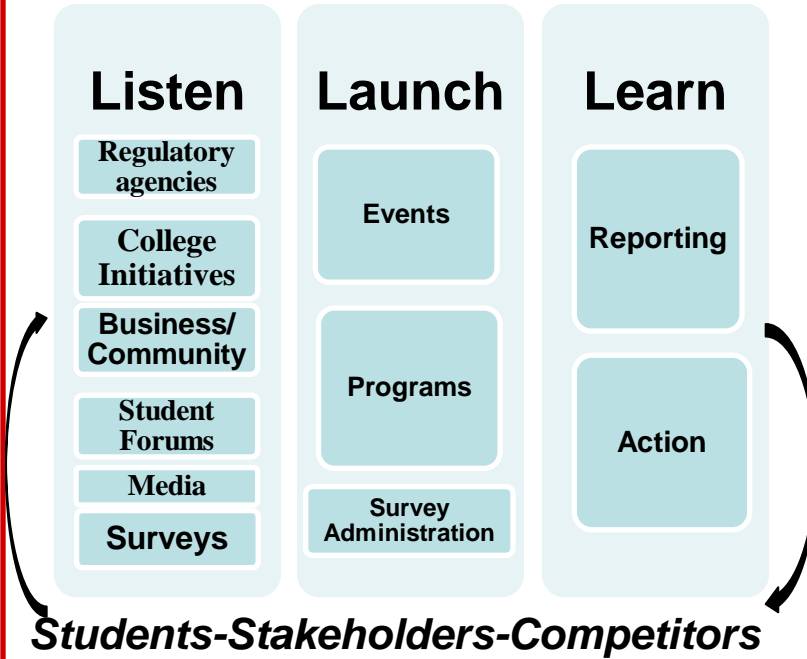 Listen
Regulatory
agencies
College
Initiatives
Business/
Community
Student
Forums
Media
Surveys
Launch
Events
Programs
Survey
Administration
Learn
Reporting
Action
Students-Stakeholders-Competitors